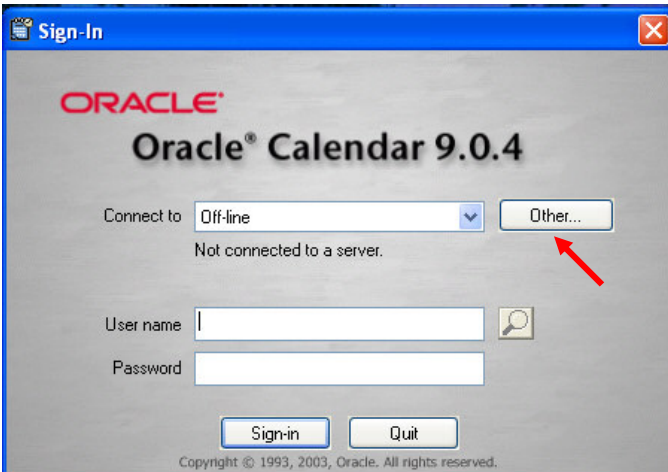 Sign-In
ORACLE®
Oracle® Calendar 9.0.4
Connect to Off-line Other...
Not connected to a server.
User name
Password
Sign-in Quit
Copyright © 1993, 2003, Oracle. All rights reserved.